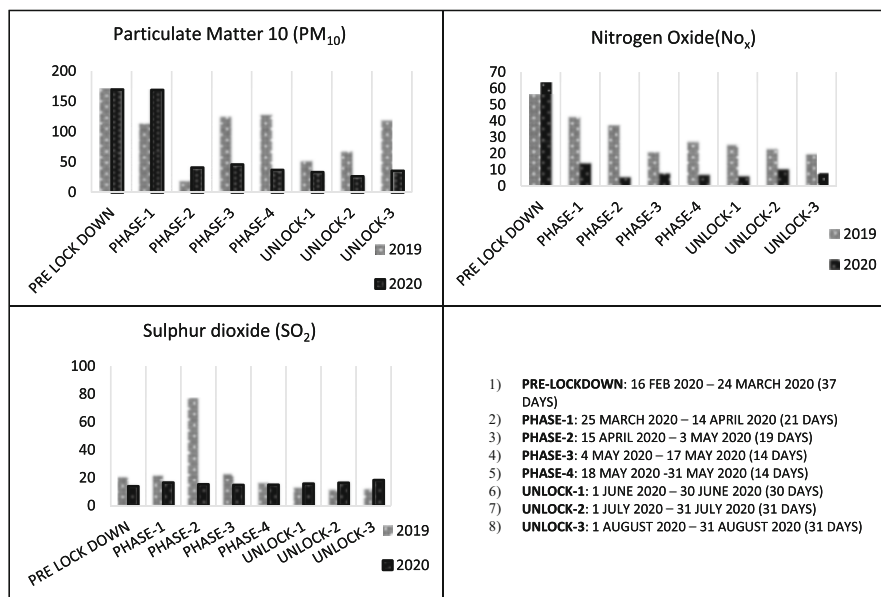 Particulate Matter 10 (PM₁₀)
200
150
100
50
0
PRE LOCK DOWN
PHASE-1
PHASE-2
PHASE-3
PHASE-4
UNLOCK-1
UNLOCK-2
UNLOCK-3
2019
2020
Nitrogen Oxide(Noₓ)
70
60
50
40
30
20
10
0
PRE LOCK DOWN
PHASE-1
PHASE-2
PHASE-3
PHASE-4
UNLOCK-1
UNLOCK-2
UNLOCK-3
2019
2020
Sulphur dioxide (SO₂)
100
80
60
40
20
0
PRE LOCK DOWN
PHASE-1
PHASE-2
PHASE-3
PHASE-4
UNLOCK-1
UNLOCK-2
UNLOCK-3
2019
2020
1) PRE-LOCKDOWN: 16 FEB 2020 – 24 MARCH 2020 (37
DAYS)
2) PHASE-1: 25 MARCH 2020 – 14 APRIL 2020 (21 DAYS)
3) PHASE-2: 15 APRIL 2020 – 3 MAY 2020 (19 DAYS)
4) PHASE-3: 4 MAY 2020 – 17 MAY 2020 (14 DAYS)
5) PHASE-4: 18 MAY 2020 -31 MAY 2020 (14 DAYS)
6) UNLOCK-1: 1 JUNE 2020 – 30 JUNE 2020 (30 DAYS)
7) UNLOCK-2: 1 JULY 2020 – 31 JULY 2020 (31 DAYS)
8) UNLOCK-3: 1 AUGUST 2020 – 31 AUGUST 2020 (31 DAYS)